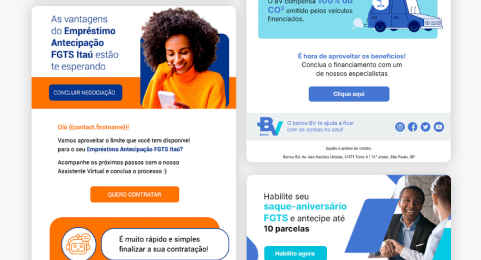 As vantagens
do Empréstimo
Antecipação
FGTS Itaú estão
te esperando
CONCLUIR NEGOCIAÇÃO
Olá {{contact.firstname}}!
Vamos aproveitar o limite que você tem disponível
para o seu Empréstimo Antecipação FGTS Itaú?
Acompanhe os próximos passos com o nosso
Assistente Virtual e conclua o processo :)
QUERO CONTRATAR
É muito rápido e simples
finalizar a sua contratação!
O BV compensa 100% do
CO² emitido pelos veículos
financiados.
É hora de aproveitar os benefícios!
Conclua o financiamento com um
de nossos especialistas
Clique aqui
BV
banco
O banco BV te ajuda a ficar
com as contas no azul!
Sujeito à análise de crédito.
Banco BV, Av. das Nações Unidas, 14171 Torre A | 18° andar, São Paulo, SP
Habilite seu
saque-aniversário
FGTS e antecipe até
10 parcelas
Habilite agora